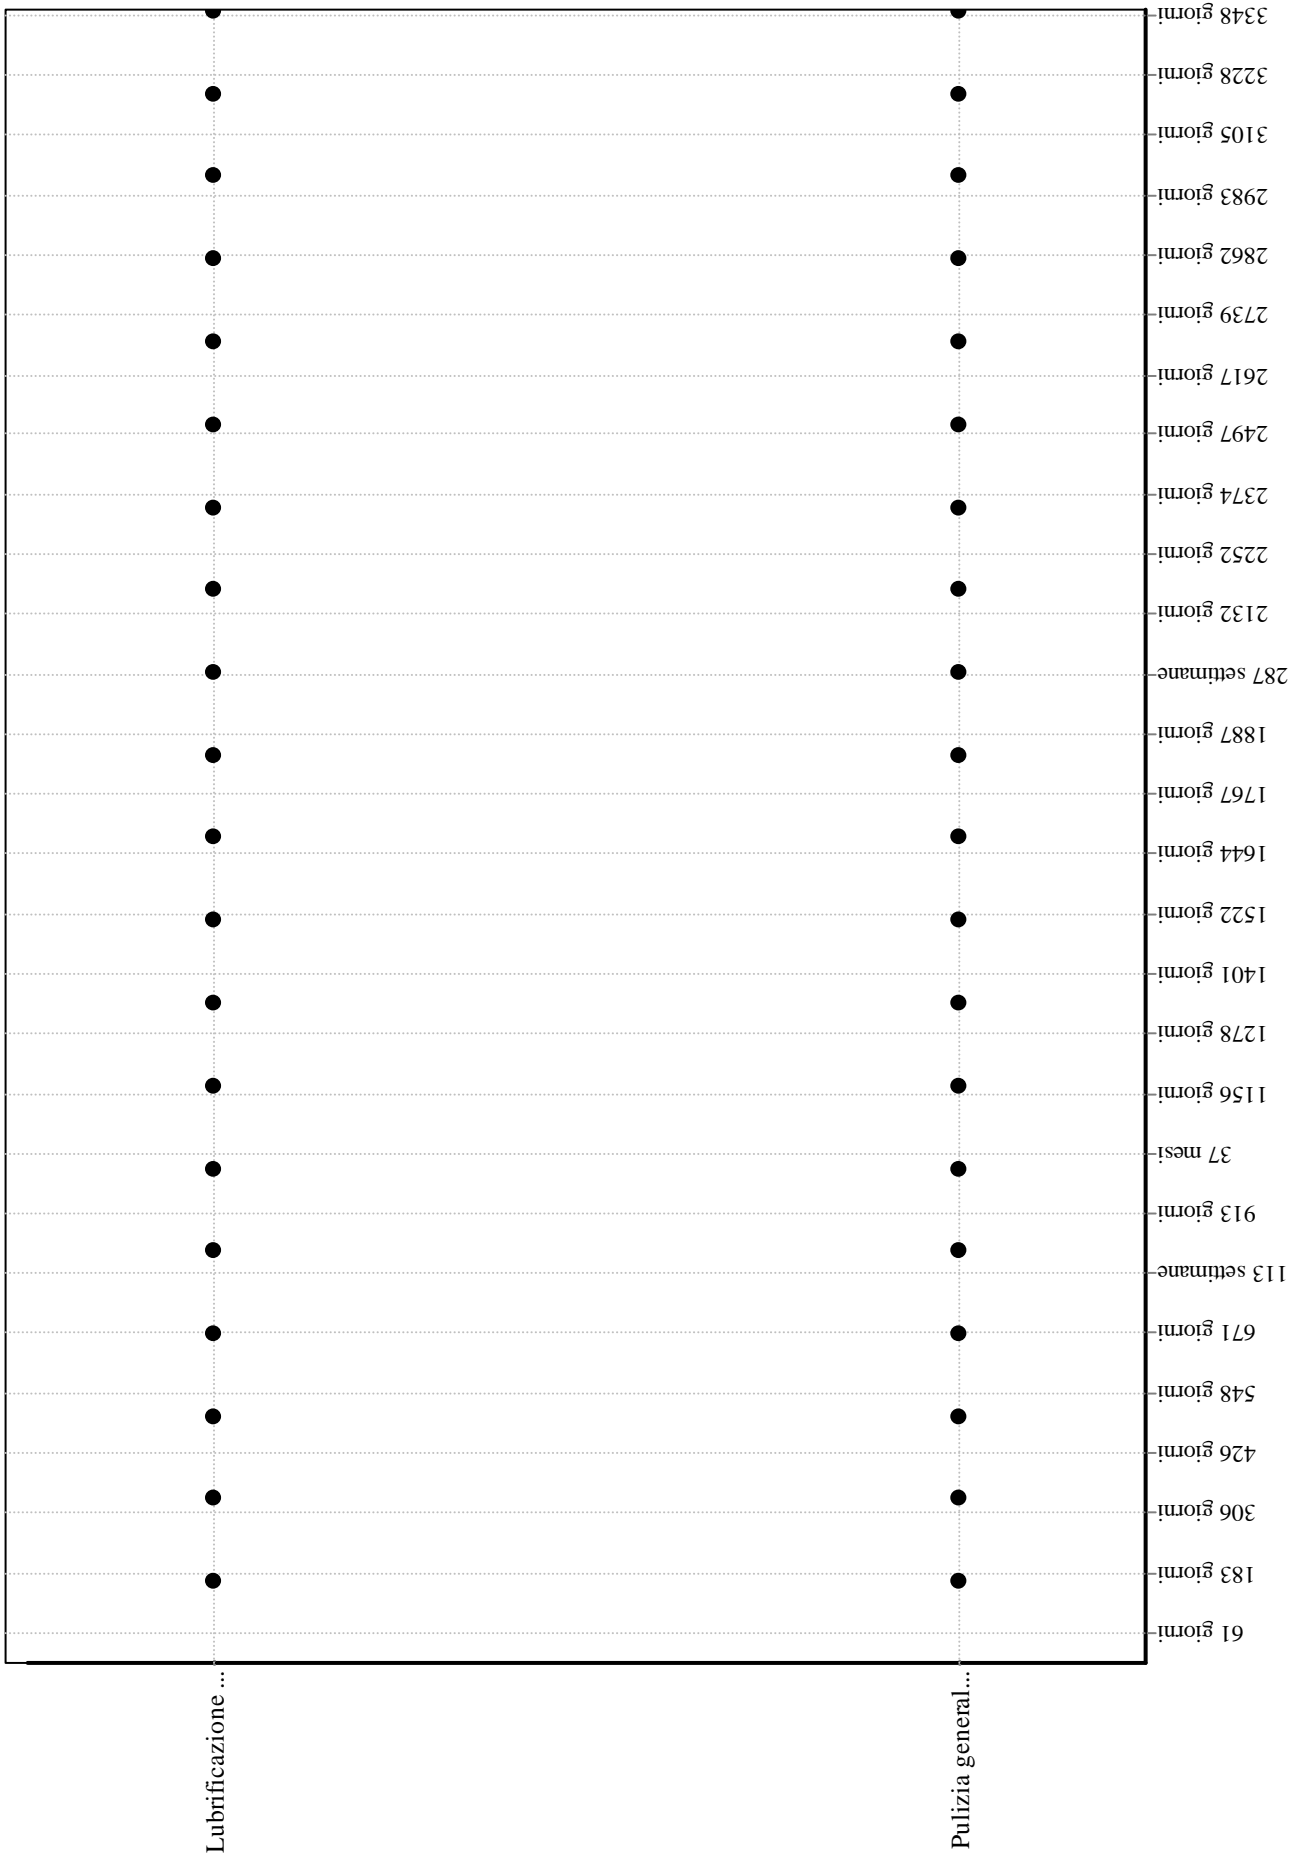 3348 giorni
3228 giorni
3105 giorni
2983 giorni
2862 giorni
2739 giorni
2617 giorni
2497 giorni
2374 giorni
2252 giorni
2132 giorni
287 settimane
1887 giorni
1767 giorni
1644 giorni
1522 giorni
1401 giorni
1278 giorni
1156 giorni
37 mesi
913 giorni
113 settimane
671 giorni
548 giorni
426 giorni
306 giorni
183 giorni
61 giorni
Lubrificazione ...
Pulizia general...